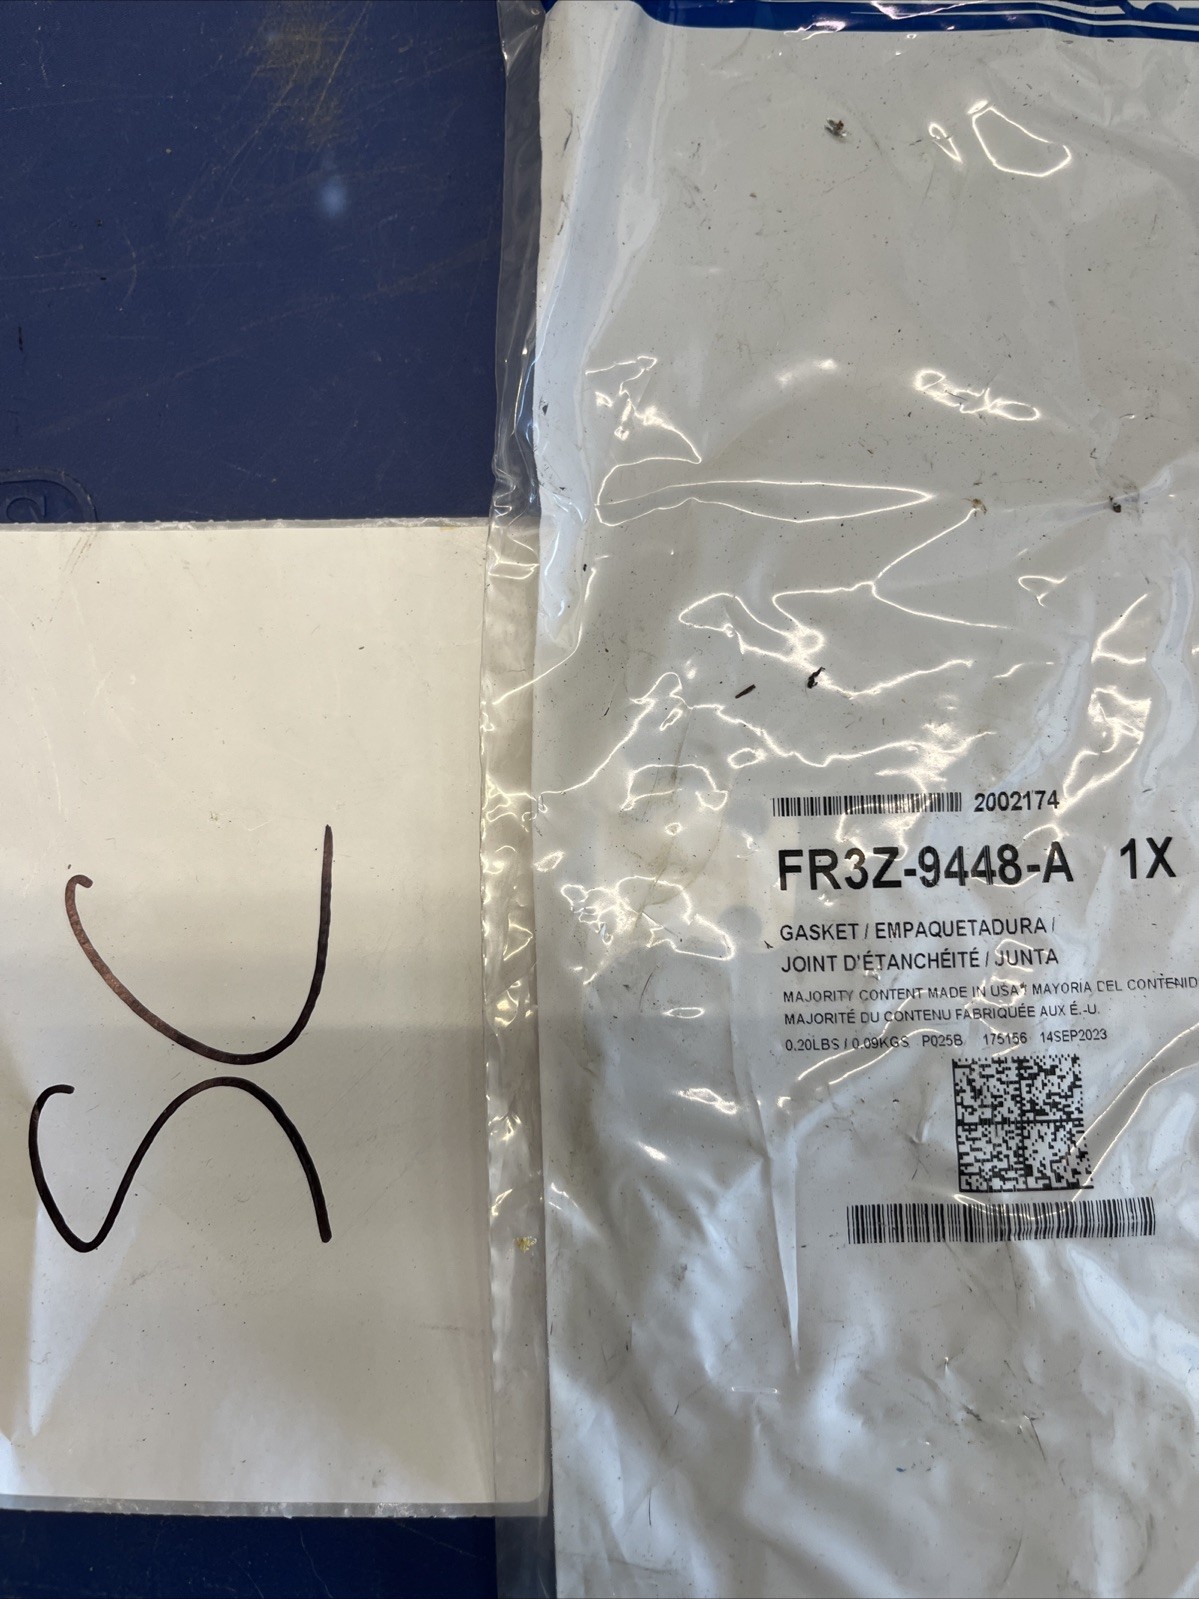 SC
2002174
FR3Z-9448-A 1X
GASKET / EMPAQUETADURA /
JOINT D'ÉTANCHÉITÉ / JUNTA
MAJORITY CONTENT MADE IN USA* MAYORIA DEL CONTENID
MAJORITÉ DU CONTENU FABRIQUÉE AUX É.-U.
0.20LBS / 0.09KGS P025B 175156 14SEP2023